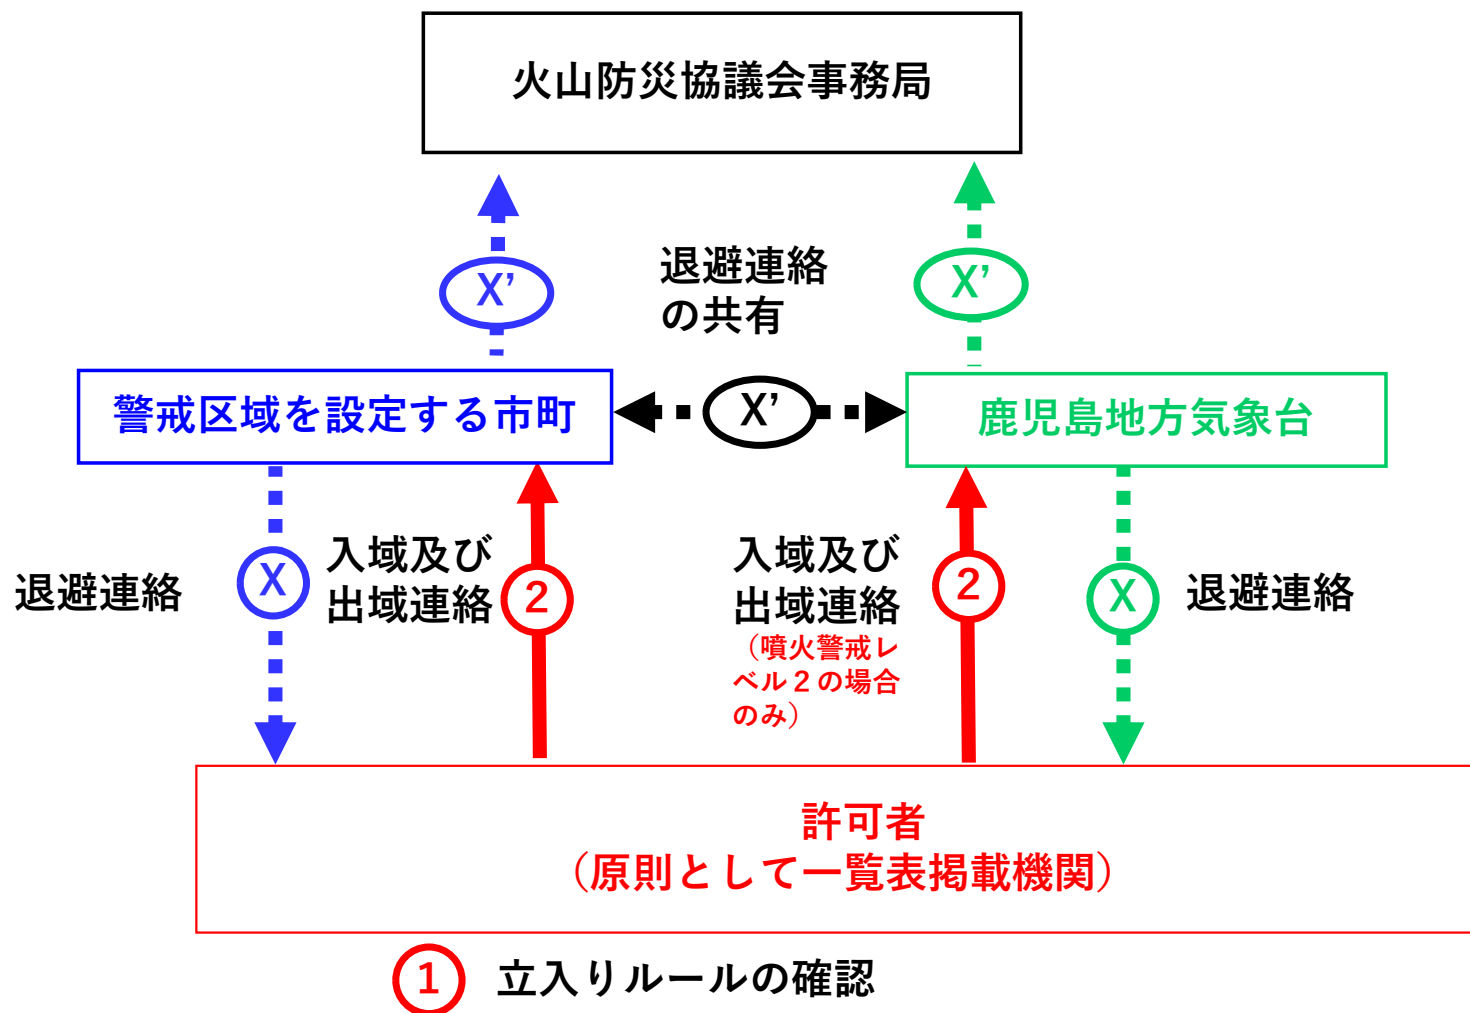 火山防災協議会事務局
X’
退避連絡
の共有
X’
警戒区域を設定する市町
X’
鹿児島地方気象台
退避連絡
X
入域及び
出域連絡
2
入域及び
出域連絡
（噴火警戒レ
ベル２の場合
のみ）
2
X
退避連絡
許可者
（原則として一覧表掲載機関）
1
立入りルールの確認